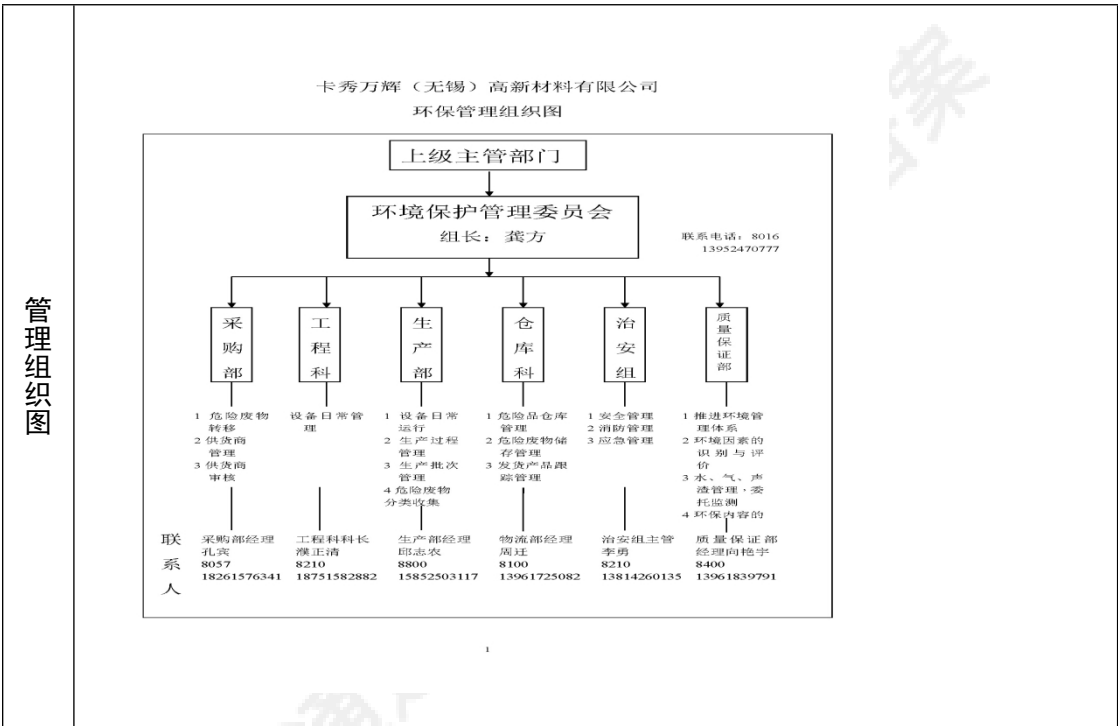 管理组织图
卡秀万辉（无锡）高新材料有限公司
环保管理组织图
上级主管部门
环境保护管理委员会
组长：龚方
联系电话：8016
13952470777
采购部
工程科
生产部
仓库科
治安组
质量保证部
1 危险废物
转移
2 供货商
管理
3 供货商
审核
设备日常管
理
1 设备日常
运行
2 生产过程
管理
3 生产批次
管理
4 危险废物
分类收集
1 危险品仓库
管理
2 危险废物储
存管理
3 发货产品跟
踪管理
1 安全管理
2 消防管理
3 应急管理
1 推进环境管
理体系
2 环境因素的
识别与评
价
3 水、气、声
渣管理·委
托监测
4 环保内容的
联系人
采购部经理
孔宾
8057
18261576341
工程科科长
濮正清
8210
18751582882
生产部经理
邱志农
8800
15852503117
物流部经理
周迁
8100
13961725082
治安组主管
李勇
8210
13814260135
质量保证部
经理向艳宇
8400
13961839791
1